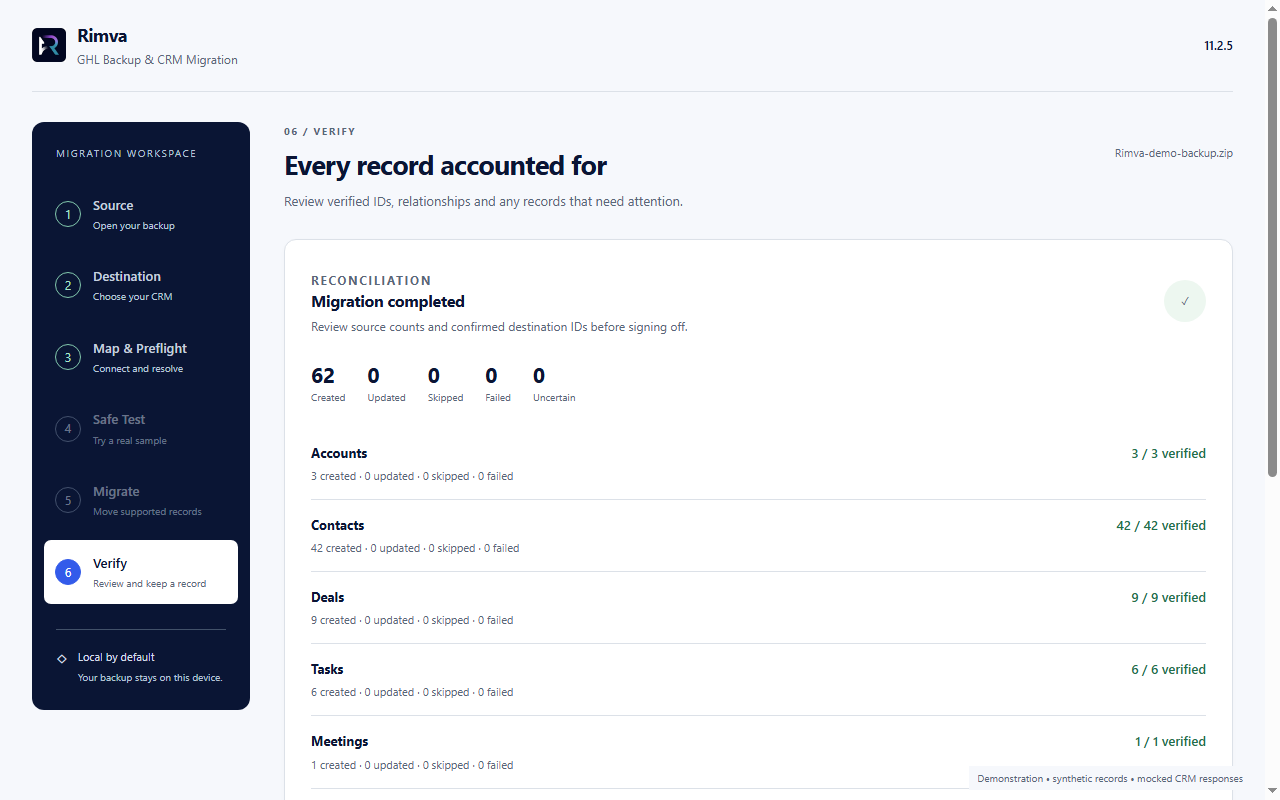 Rimva
GHL Backup & CRM Migration
11.2.5
MIGRATION WORKSPACE
1
Source
Open your backup
2
Destination
Choose your CRM
3
Map & Preflight
Connect and resolve
4
Safe Test
Try a real sample
5
Migrate
Move supported records
6
Verify
Review and keep a record
Local by default
Your backup stays on this device.
06 / VERIFY
Every record accounted for
Rimva-demo-backup.zip
Review verified IDs, relationships and any records that need attention.
RECONCILIATION
Migration completed
Review source counts and confirmed destination IDs before signing off.
62 0 0 0 0
Created Updated Skipped Failed Uncertain
Accounts 3 / 3 verified
3 created · 0 updated · 0 skipped · 0 failed
Contacts 42 / 42 verified
42 created · 0 updated · 0 skipped · 0 failed
Deals 9 / 9 verified
9 created · 0 updated · 0 skipped · 0 failed
Tasks 6 / 6 verified
6 created · 0 updated · 0 skipped · 0 failed
Meetings 1 / 1 verified
1 created · 0 updated · 0 skipped · 0 failed
Demonstration • synthetic records • mocked CRM responses